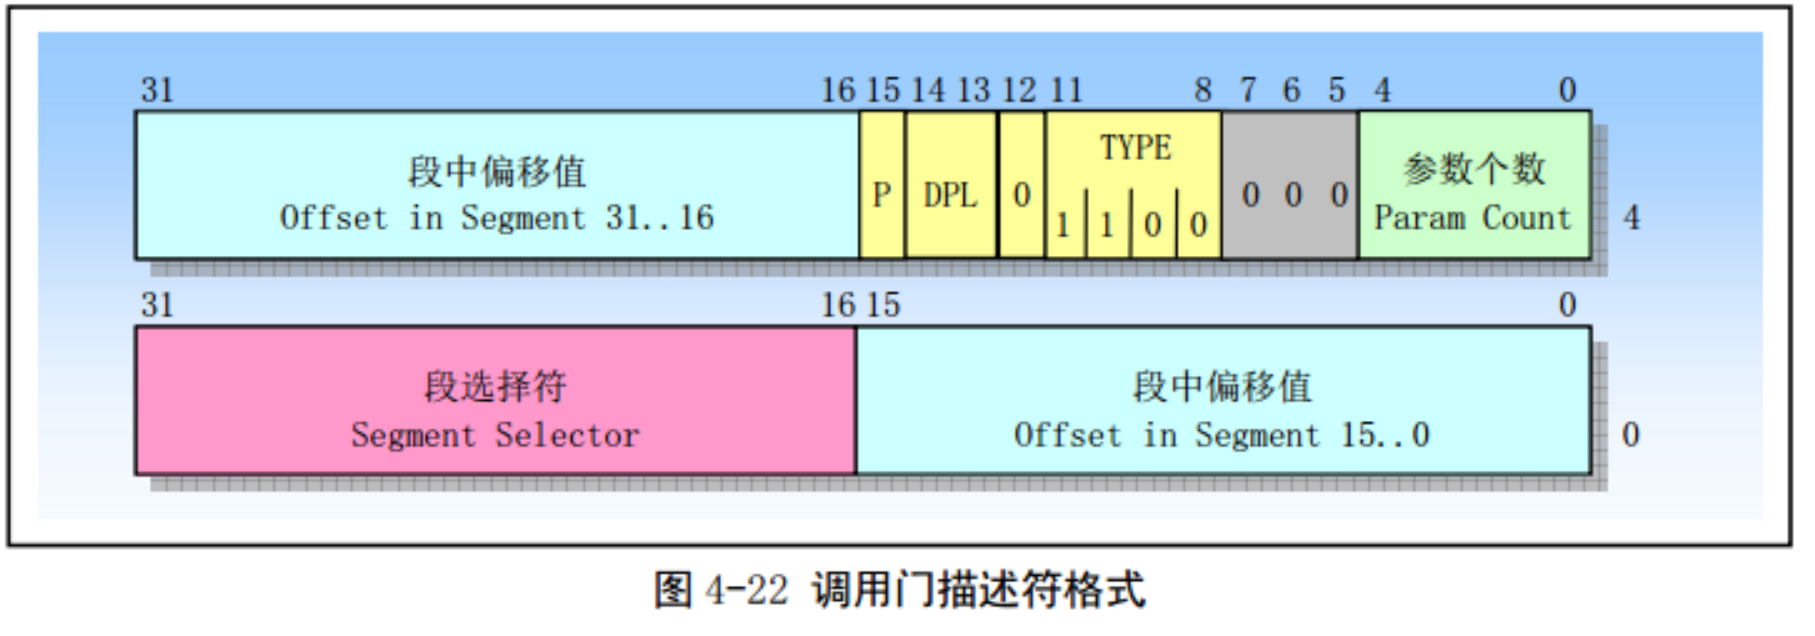 31 16 15 14 13 12 11 8 7 6 5 4 0
段中偏移值
Offset in Segment 31..16
P
DPL
0
TYPE
1 1 0 0
0 0 0
参数个数
Param Count
4
31 16 15 0
段选择符
Segment Selector
段中偏移值
Offset in Segment 15..0
0
图 4-22 调用门描述符格式